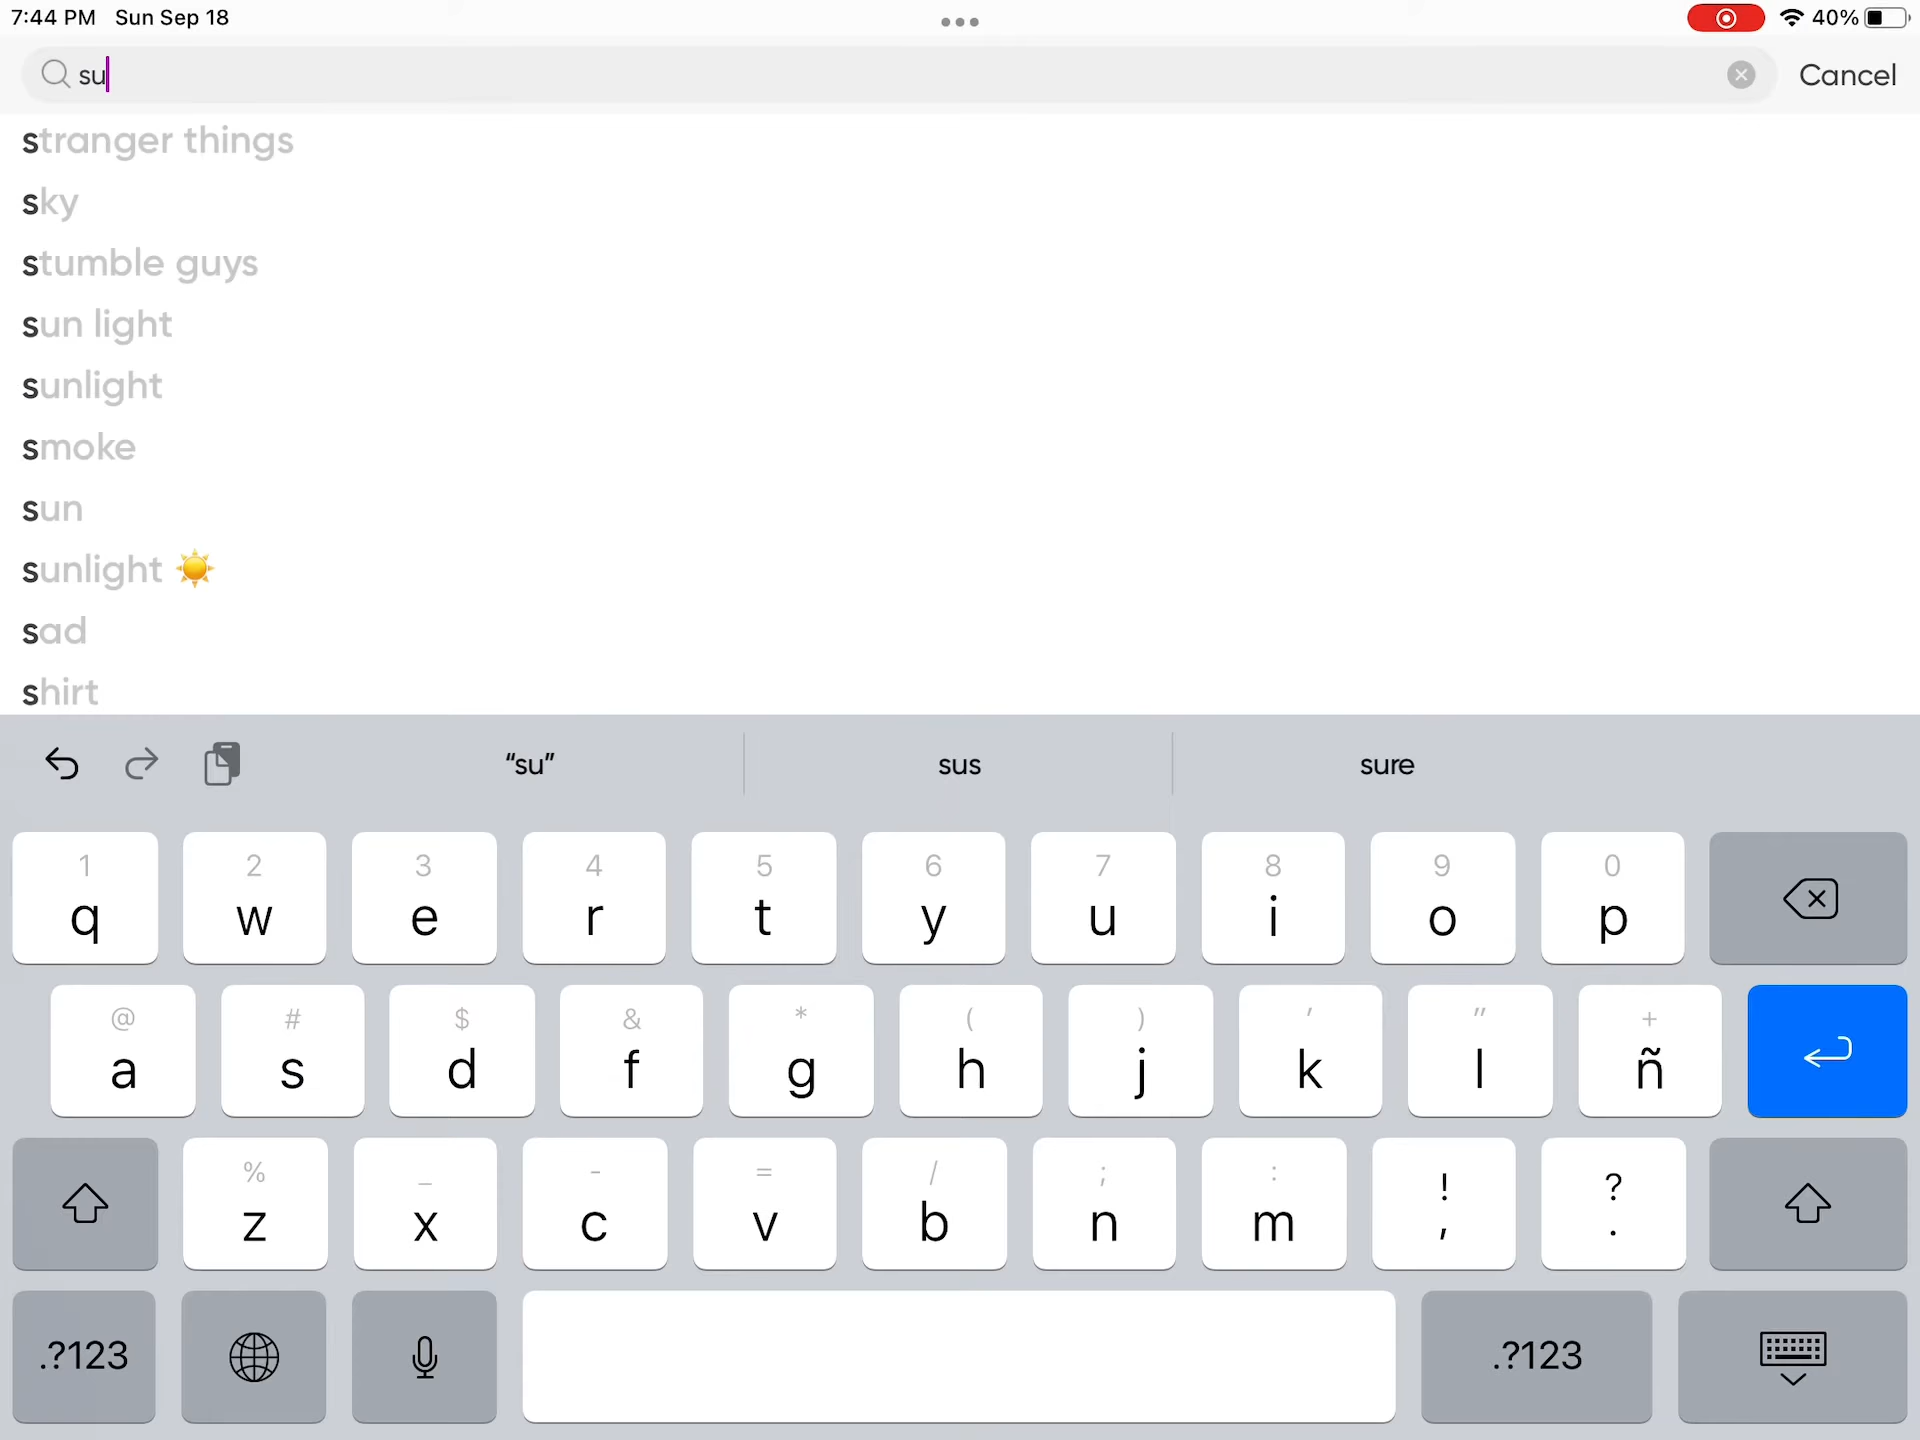 7:44 PM Sun Sep 18
40%
su
Cancel
stranger things
sky
stumble guys
sun light
sunlight
smoke
sun
sunlight ☀️
sad
shirt
“su” sus sure
1 2 3 4 5 6 7 8 9 0
q w e r t y u i o p
@ # $ & * ( ) ' " +
a s d f g h j k l ñ
% _ - = / ; : ! ?
z x c v b n m , .
.?123 .?123